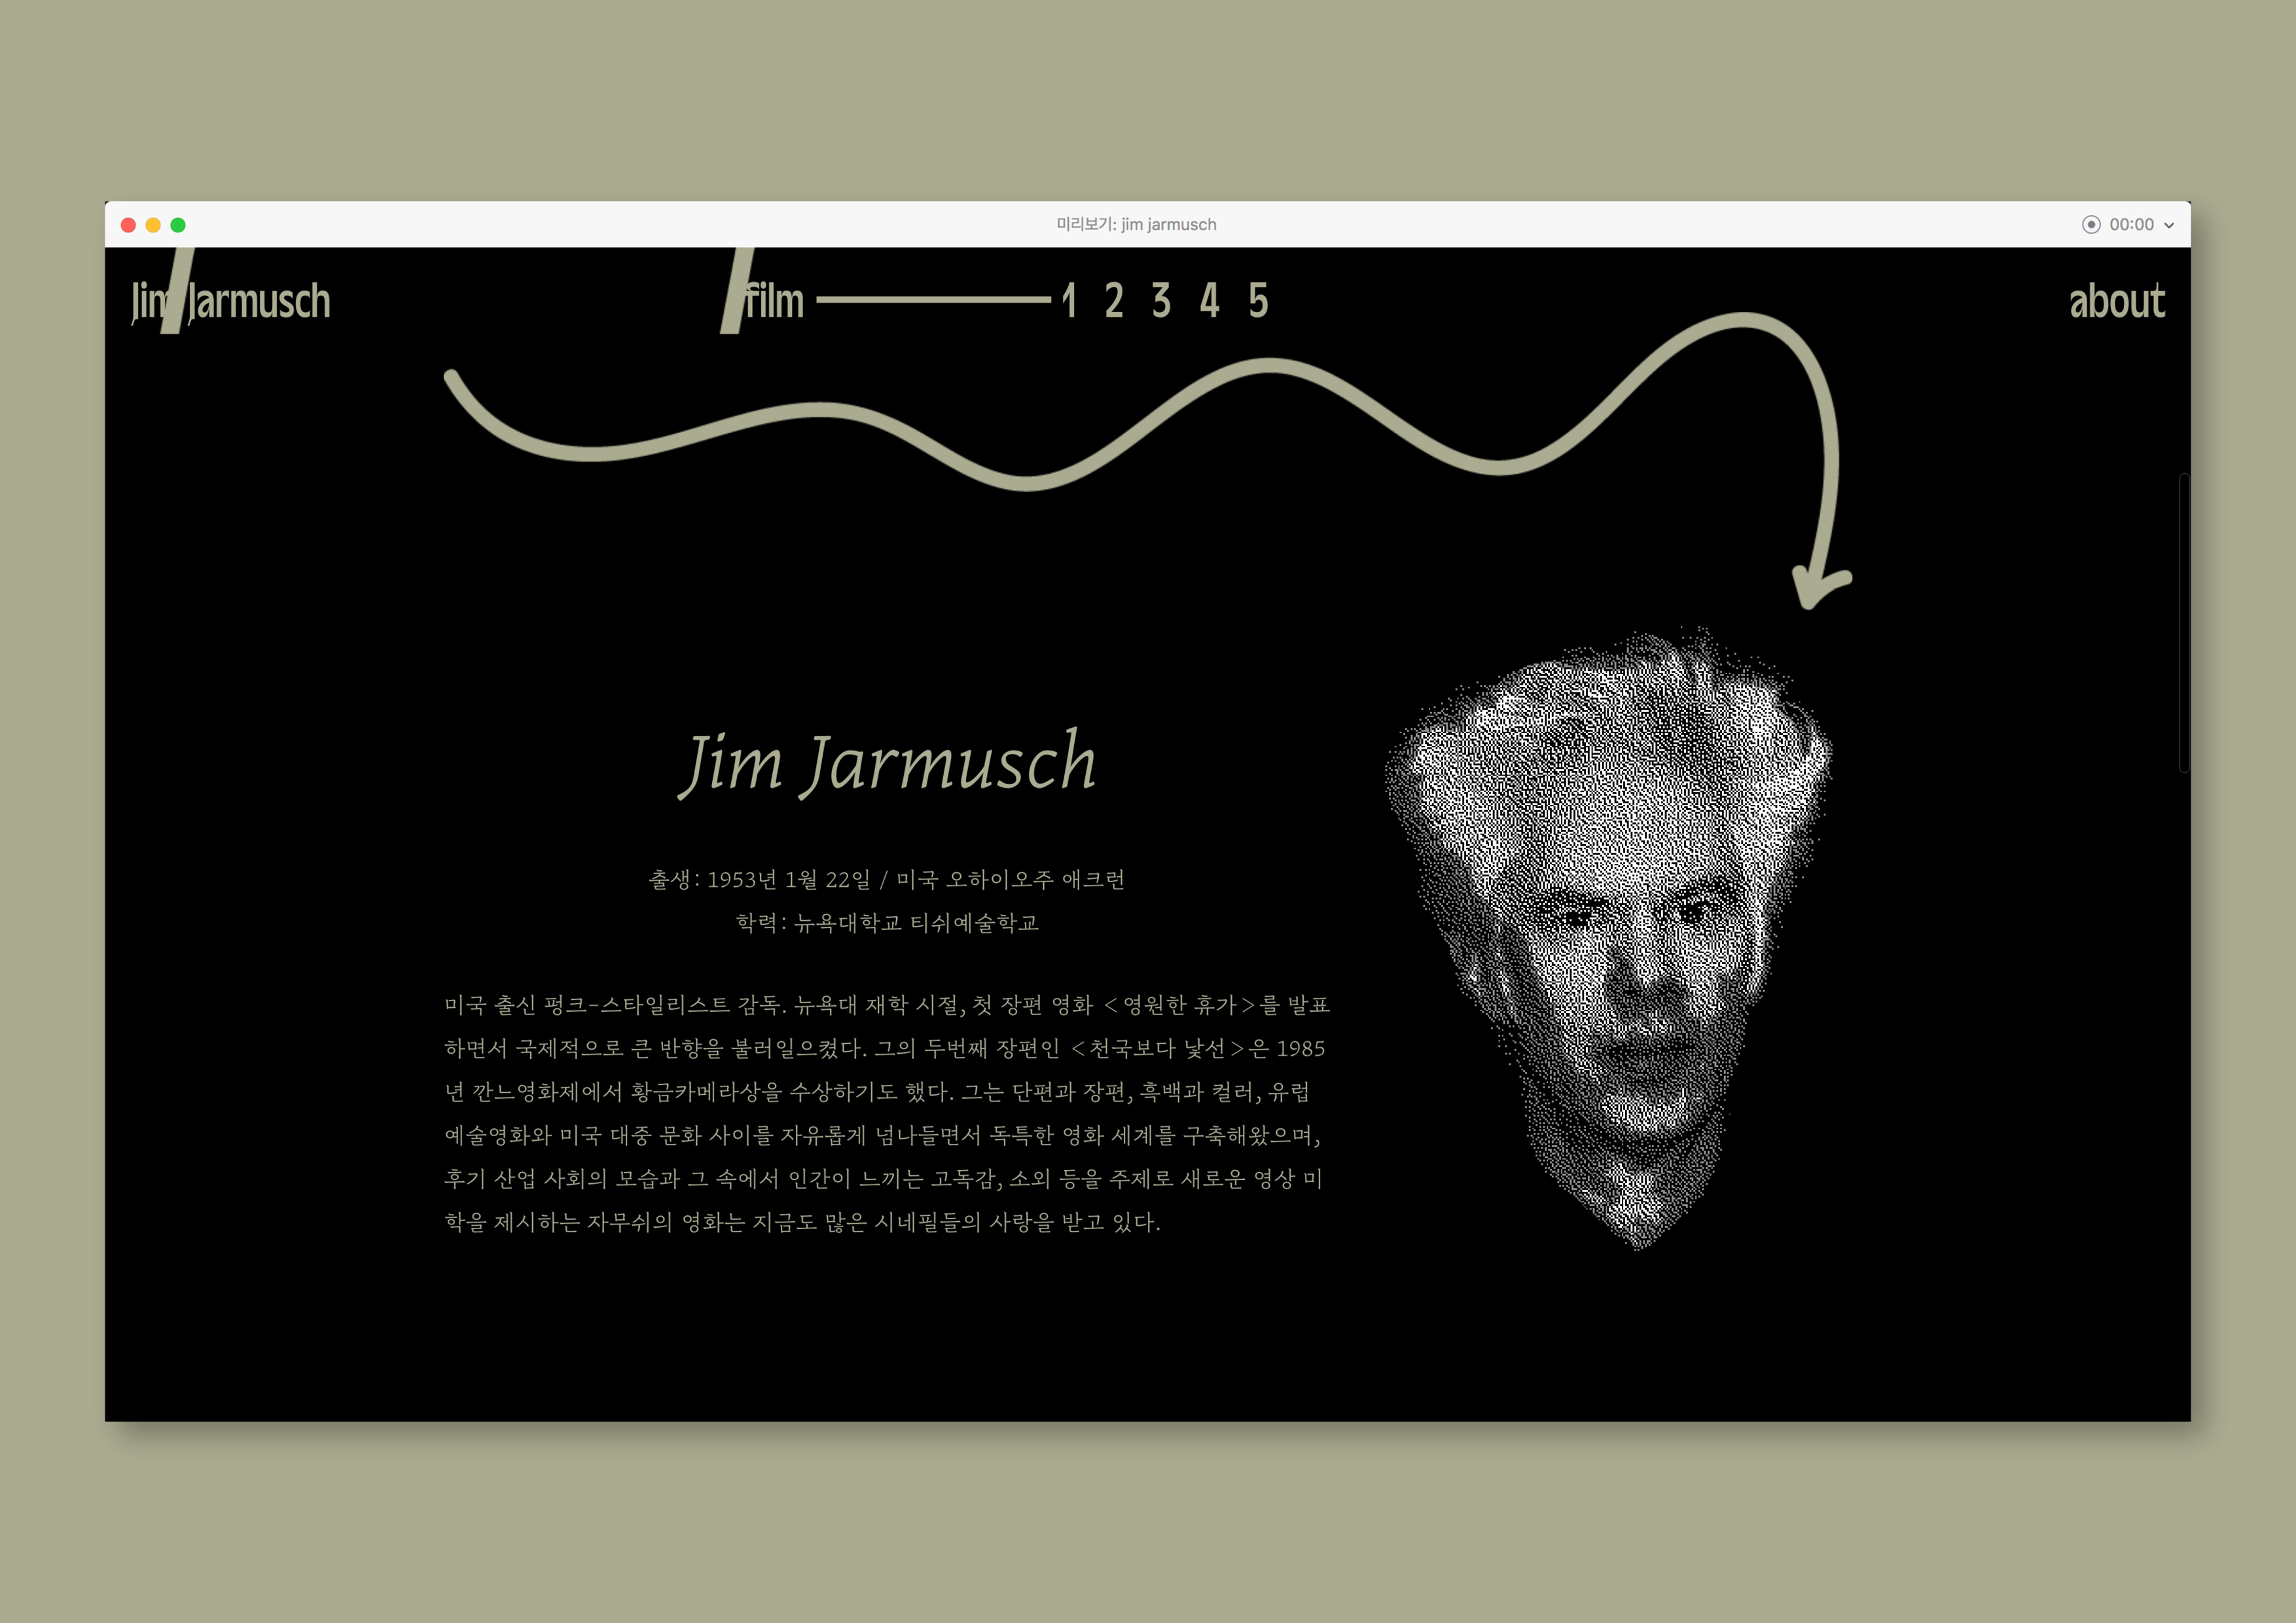 미리보기: jim jarmusch
00:00
Jim Jarmusch
film 1 2 3 4 5
about
Jim Jarmusch
출생: 1953년 1월 22일 / 미국 오하이오주 애크런
학력: 뉴욕대학교 티쉬예술학교
미국 출신 펑크-스타일리스트 감독. 뉴욕대 재학 시절, 첫 장편 영화 <영원한 휴가>를 발표
하면서 국제적으로 큰 반향을 불러일으켰다. 그의 두번째 장편인 <천국보다 낯선>은 1985
년 깐느영화제에서 황금카메라상을 수상하기도 했다. 그는 단편과 장편, 흑백과 컬러, 유럽
예술영화와 미국 대중 문화 사이를 자유롭게 넘나들면서 독특한 영화 세계를 구축해왔으며,
후기 산업 사회의 모습과 그 속에서 인간이 느끼는 고독감, 소외 등을 주제로 새로운 영상 미
학을 제시하는 자무쉬의 영화는 지금도 많은 시네필들의 사랑을 받고 있다.